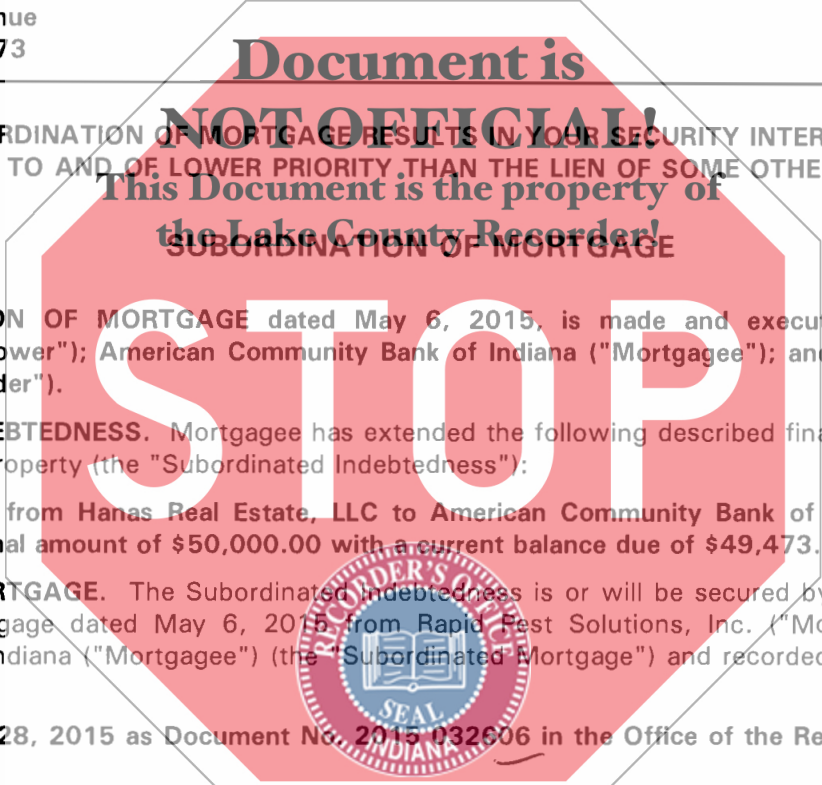 nue
73
Document is
NOT OFFICIAL!
RDINATION OF MORTGAGE RESULTS IN YOUR SECURITY INTER
TO AND OF LOWER PRIORITY THAN THE LIEN OF SOME OTHE
This Document is the property of
the Lake County Recorder!
SUBORDINATION OF MORTGAGE
ON OF MORTGAGE dated May 6, 2015, is made and execut
ower"); American Community Bank of Indiana ("Mortgagee"); and
der").
EBTEDNESS. Mortgagee has extended the following described fina
roperty (the "Subordinated Indebtedness"):
from Hanas Real Estate, LLC to American Community Bank of
nal amount of $50,000.00 with a current balance due of $49,473.
RTGAGE. The Subordinated Indebtedness is or will be secured by
gage dated May 6, 2015 from Rapid Pest Solutions, Inc. ("Mo
ndiana ("Mortgagee") (the "Subordinated Mortgage") and recorded
28, 2015 as Document No. 2015 032606 in the Office of the Re
STOP
RECORDER'S OFFICE
SEAL
INDIANA